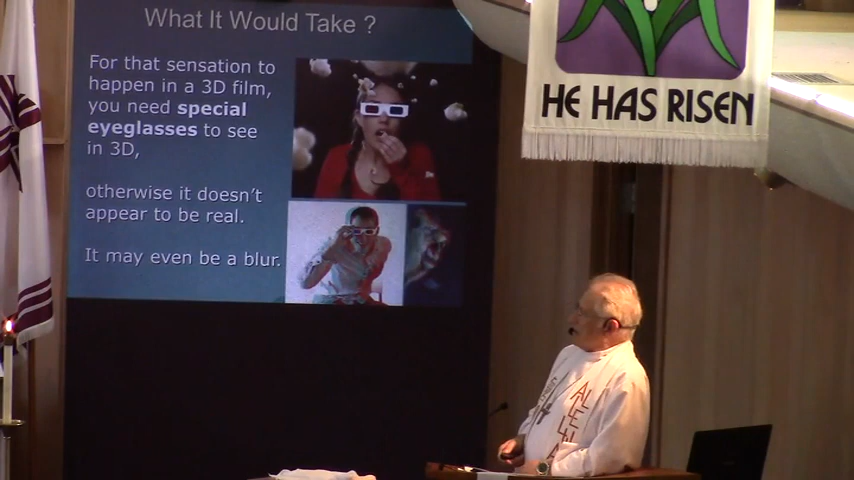 What It Would Take ?
For that sensation to
happen in a 3D film,
you need special
eyeglasses to see
in 3D,
otherwise it doesn't
appear to be real.
It may even be a blur.
HE HAS RISEN